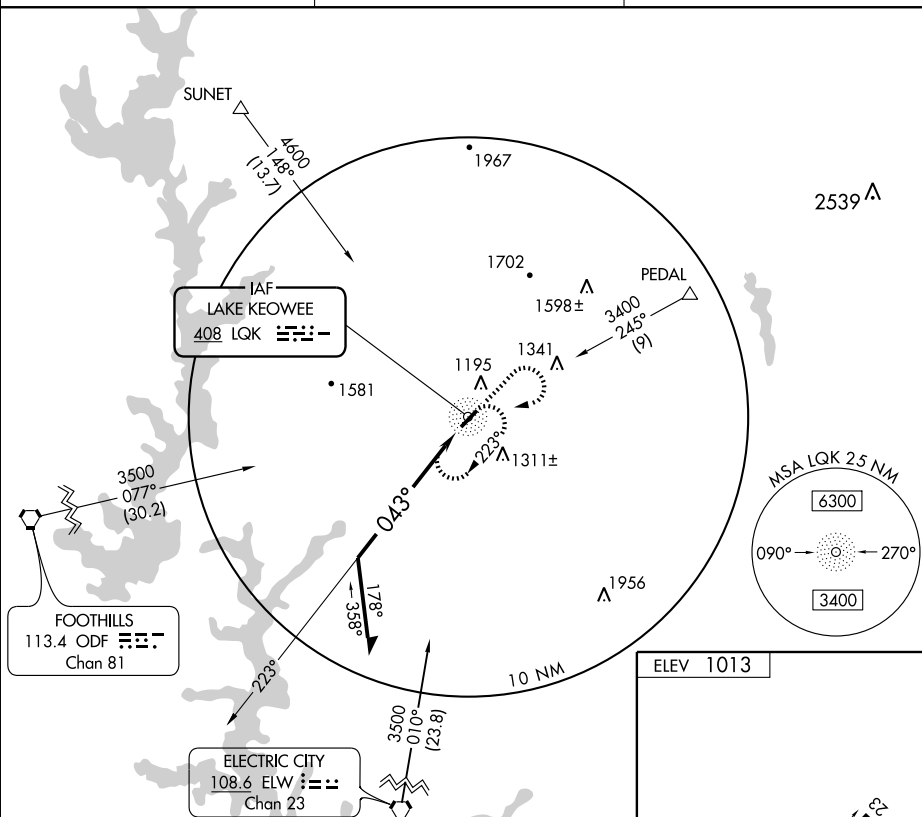 SUNET
4600
148°
(13.7)
1967
2539
1702
1598±
PEDAL
3400
245°
(9)
IAF
LAKE KEOWEE
408 LQK
1195
1341
1581
223°
1311±
3500
077°
(30.2)
043°
MSA LQK 25 NM
6300
090°
270°
3400
178°
358°
1956
FOOTHILLS
113.4 ODF
Chan 81
223°
10 NM
ELEV 1013
3500
010°
(23.8)
ELECTRIC CITY
108.6 ELW
Chan 23
23